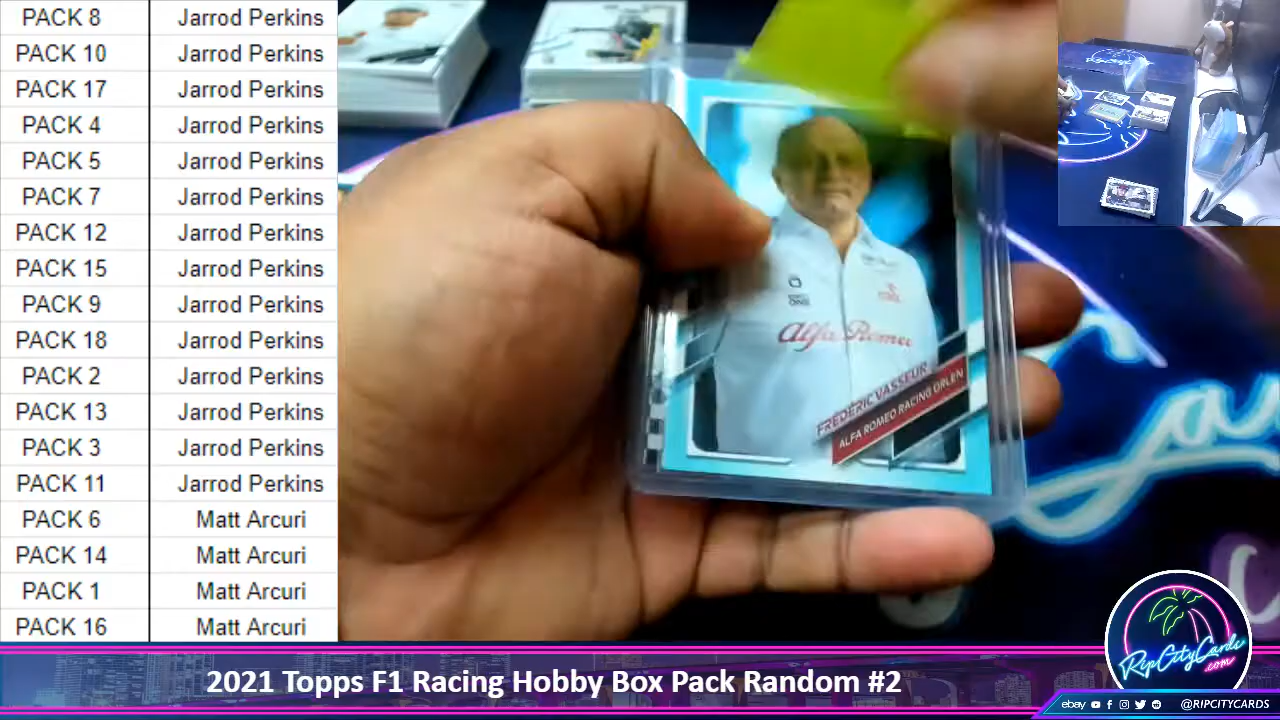 PACK 8 Jarrod Perkins
PACK 10 Jarrod Perkins
PACK 17 Jarrod Perkins
PACK 4 Jarrod Perkins
PACK 5 Jarrod Perkins
PACK 7 Jarrod Perkins
PACK 12 Jarrod Perkins
PACK 15 Jarrod Perkins
PACK 9 Jarrod Perkins
PACK 18 Jarrod Perkins
PACK 2 Jarrod Perkins
PACK 13 Jarrod Perkins
PACK 3 Jarrod Perkins
PACK 11 Jarrod Perkins
PACK 6 Matt Arcuri
PACK 14 Matt Arcuri
PACK 1 Matt Arcuri
PACK 16 Matt Arcuri
Alfa Romeo
FRÉDÉRIC VASSEUR
ALFA ROMEO RACING ORLEN
2021 Topps F1 Racing Hobby Box Pack Random #2
RipCityCards
.com
ebay
@RIPCITYCARDS